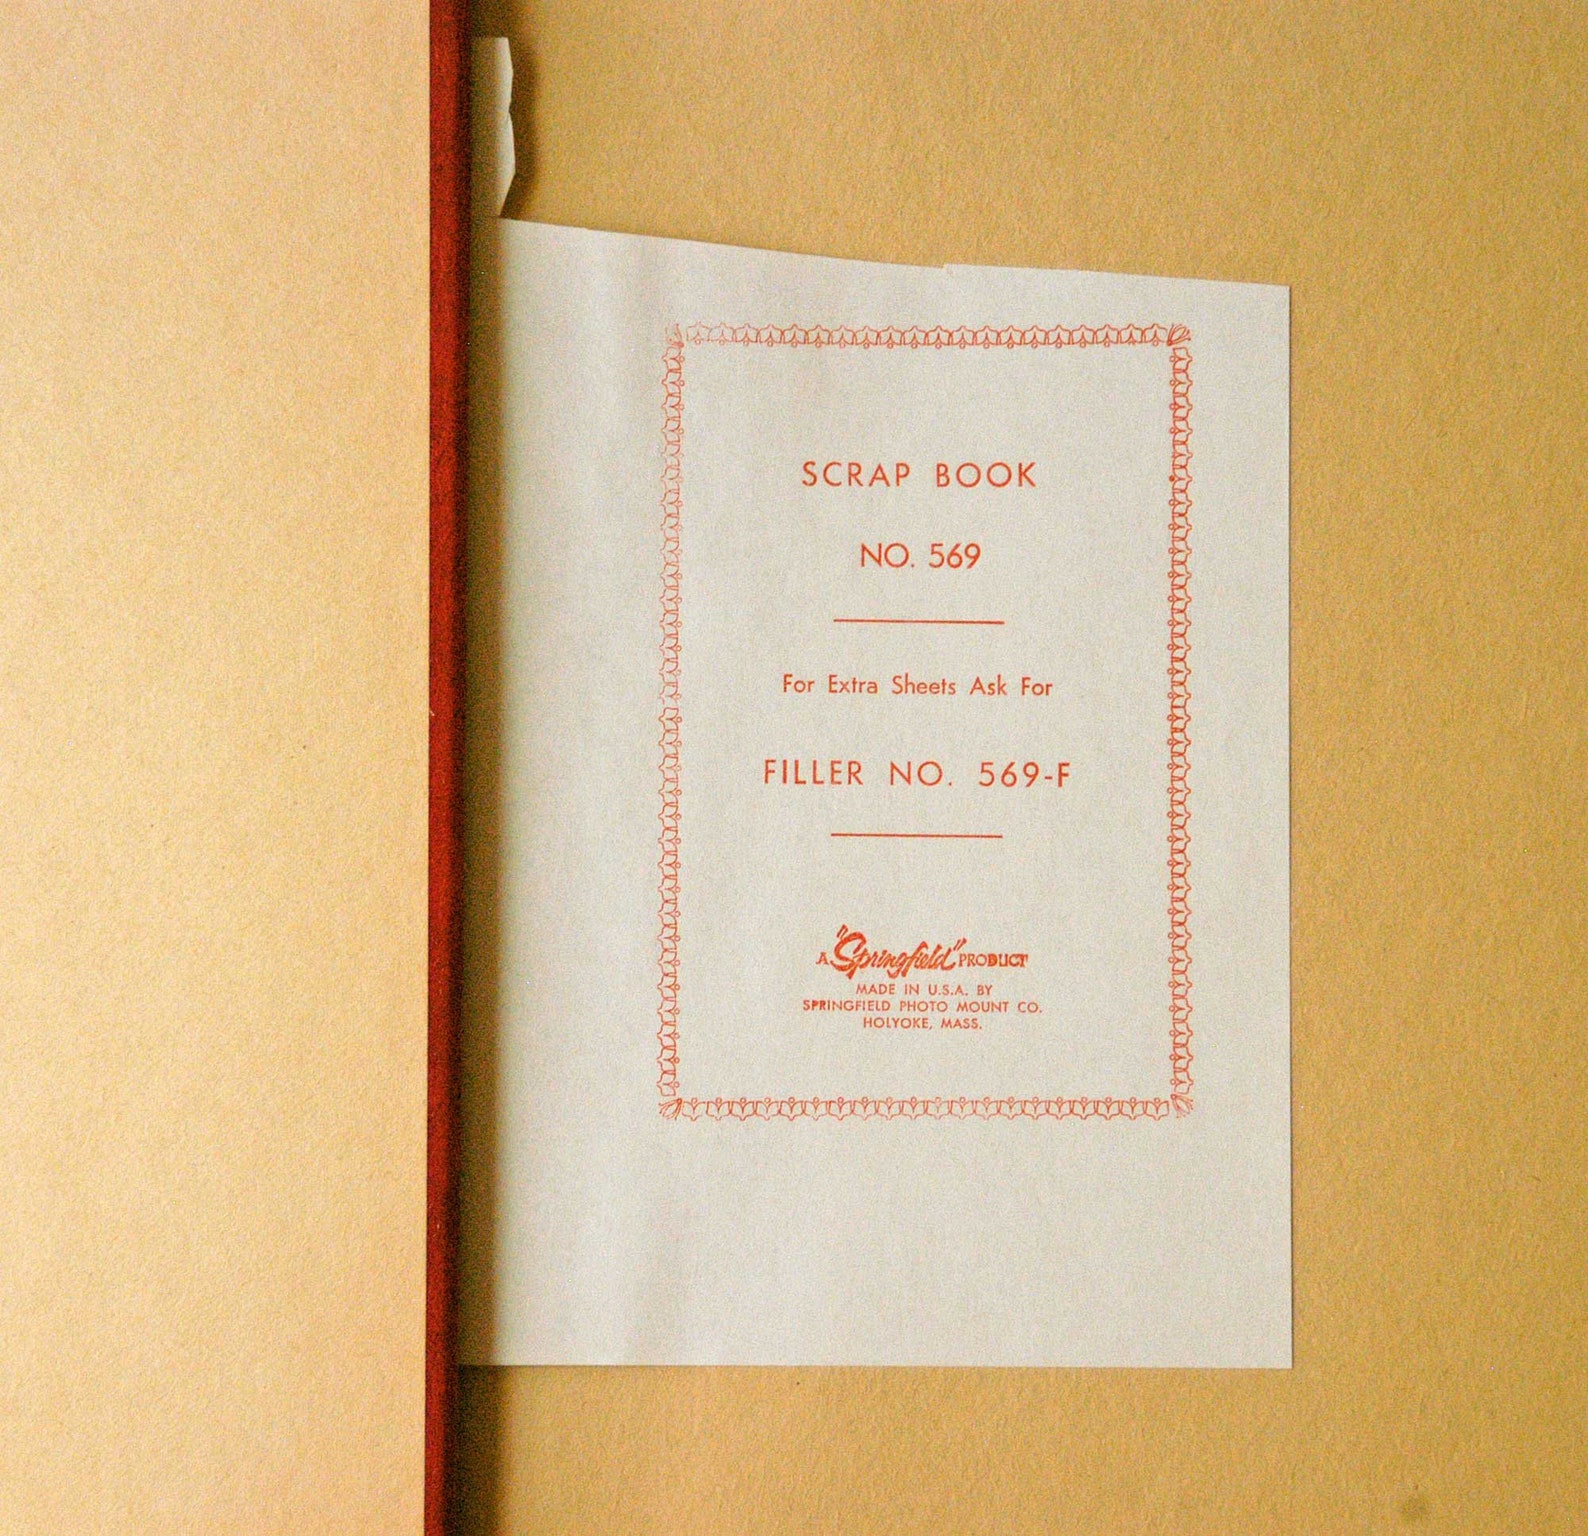 SCRAP BOOK
NO. 569
For Extra Sheets Ask For
FILLER NO. 569-F
A "Springfield" PRODUCT
MADE IN U.S.A. BY
SPRINGFIELD PHOTO MOUNT CO.
HOLYOKE, MASS.